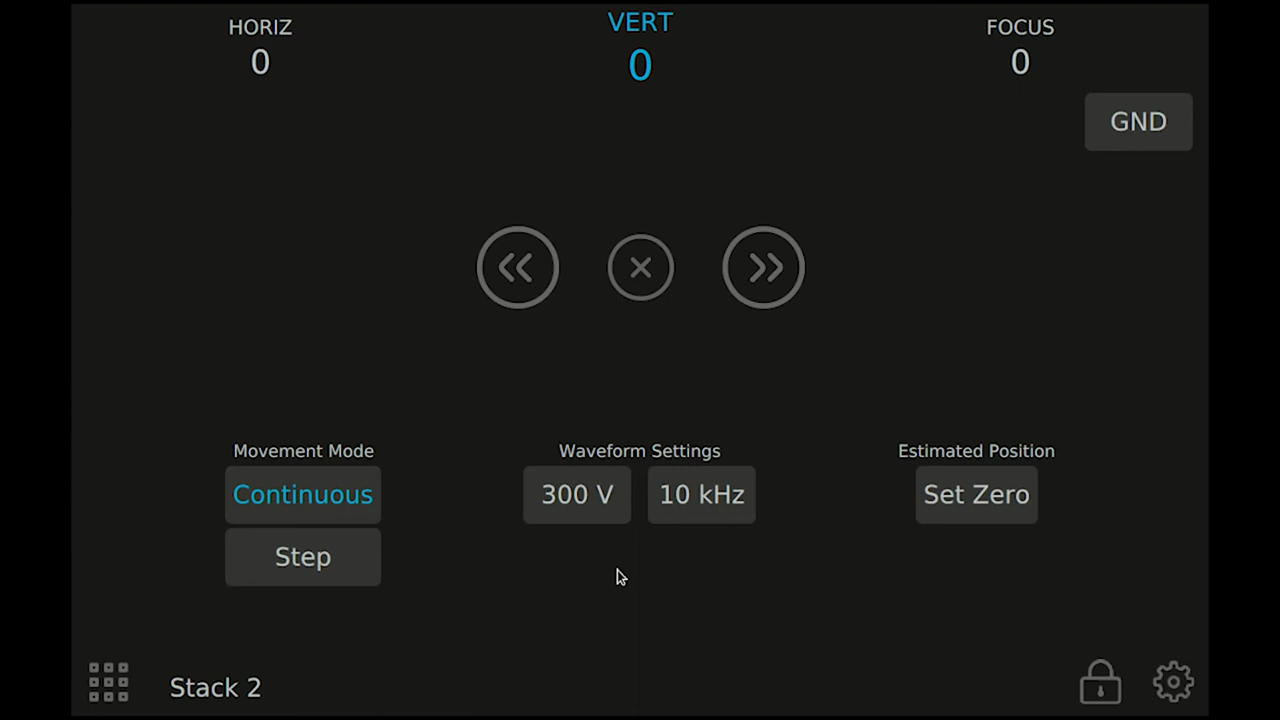 HORIZ
0
VERT
0
FOCUS
0
GND
Movement Mode
Continuous
Step
Waveform Settings
300 V
10 kHz
Estimated Position
Set Zero
Stack 2